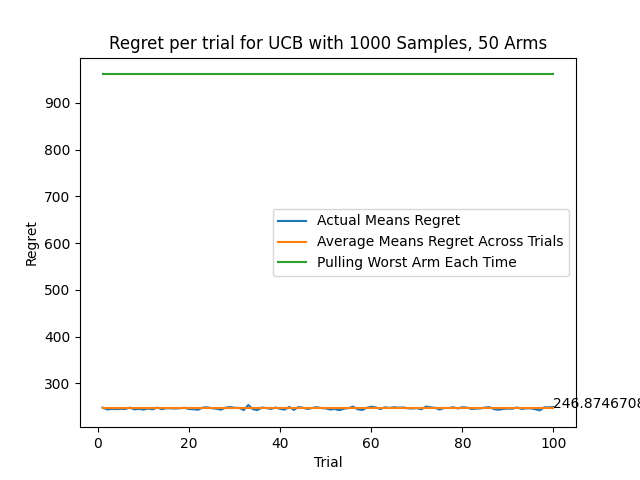 Regret per trial for UCB with 1000 Samples, 50 Arms
900
800
700
600
500
400
300
Regret
Actual Means Regret
Average Means Regret Across Trials
Pulling Worst Arm Each Time
246.8746708
0 20 40 60 80 100
Trial